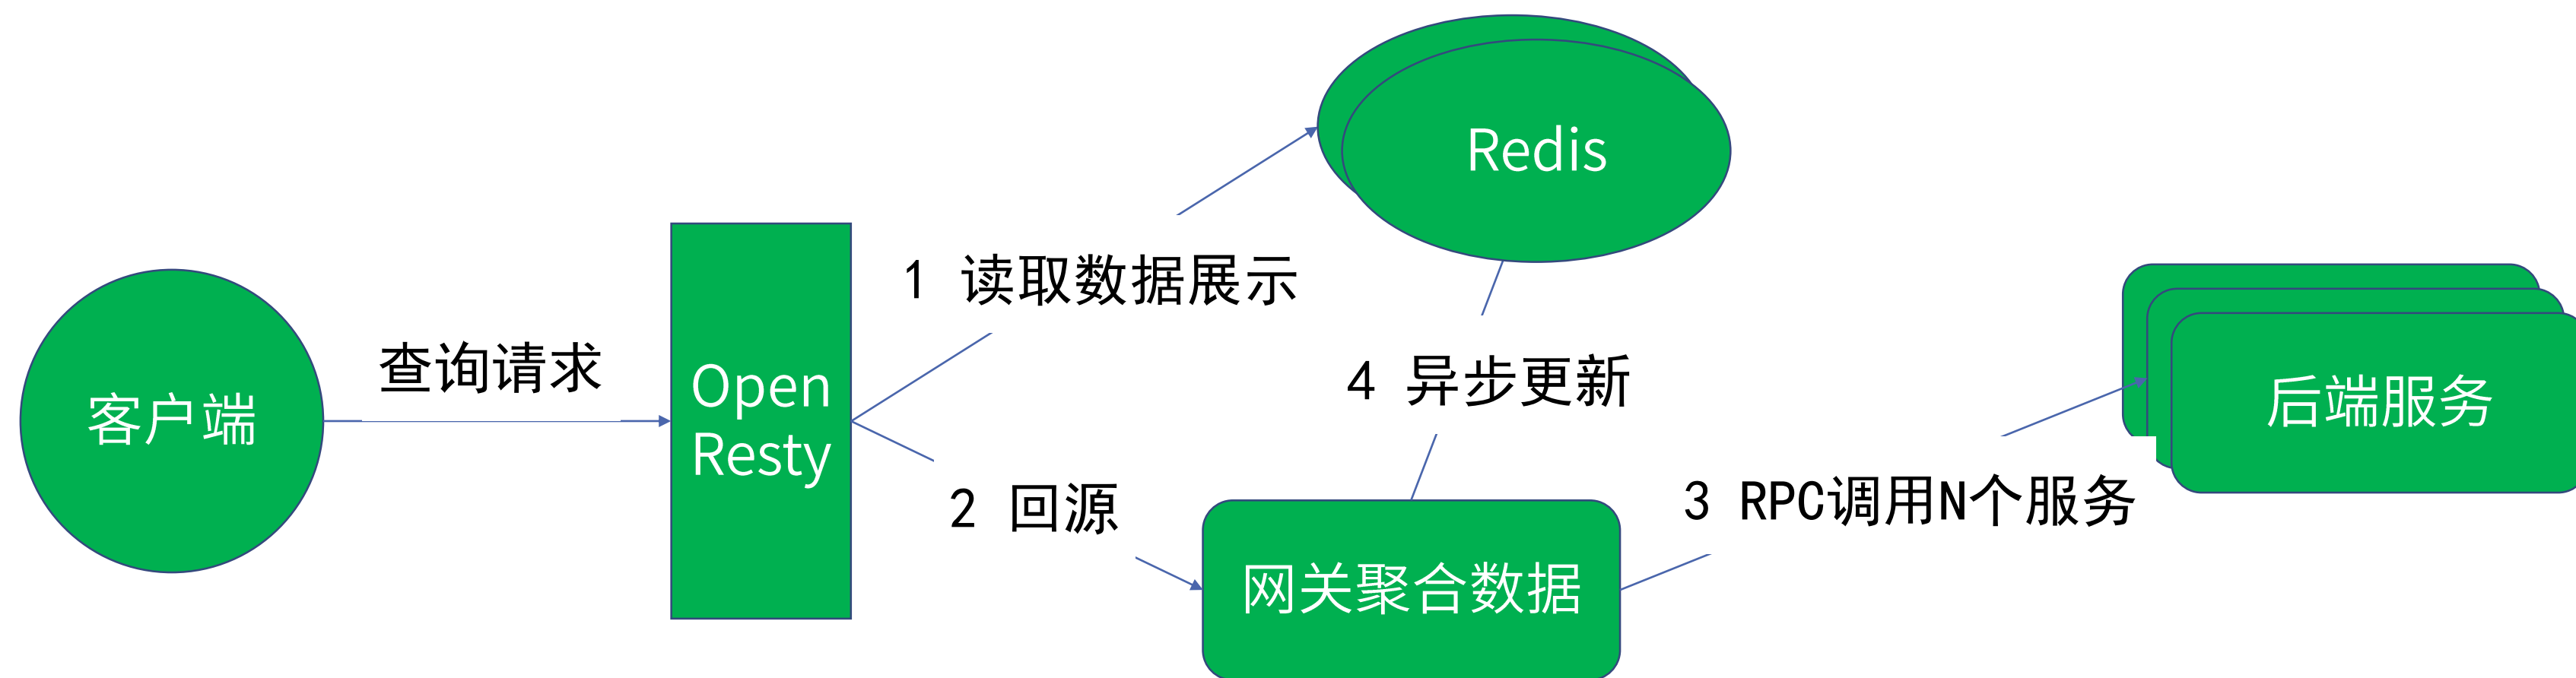 客户端
查询请求
Open
Resty
1 读取数据展示
Redis
2 回源
4 异步更新
网关聚合数据
3 RPC调用N个服务
后端服务